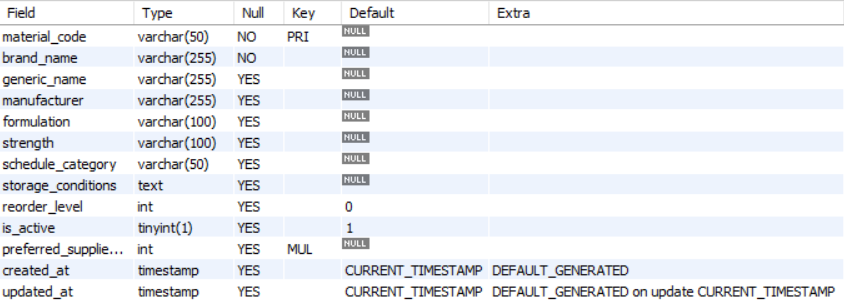 Field Type Null Key Default Extra
material_code varchar(50) NO PRI NULL
brand_name varchar(255) NO NULL
generic_name varchar(255) YES NULL
manufacturer varchar(255) YES NULL
formulation varchar(100) YES NULL
strength varchar(100) YES NULL
schedule_category varchar(50) YES NULL
storage_conditions text YES NULL
reorder_level int YES 0
is_active tinyint(1) YES 1
preferred_supplie... int YES MUL NULL
created_at timestamp YES CURRENT_TIMESTAMP DEFAULT_GENERATED
updated_at timestamp YES CURRENT_TIMESTAMP DEFAULT_GENERATED on update CURRENT_TIMESTAMP